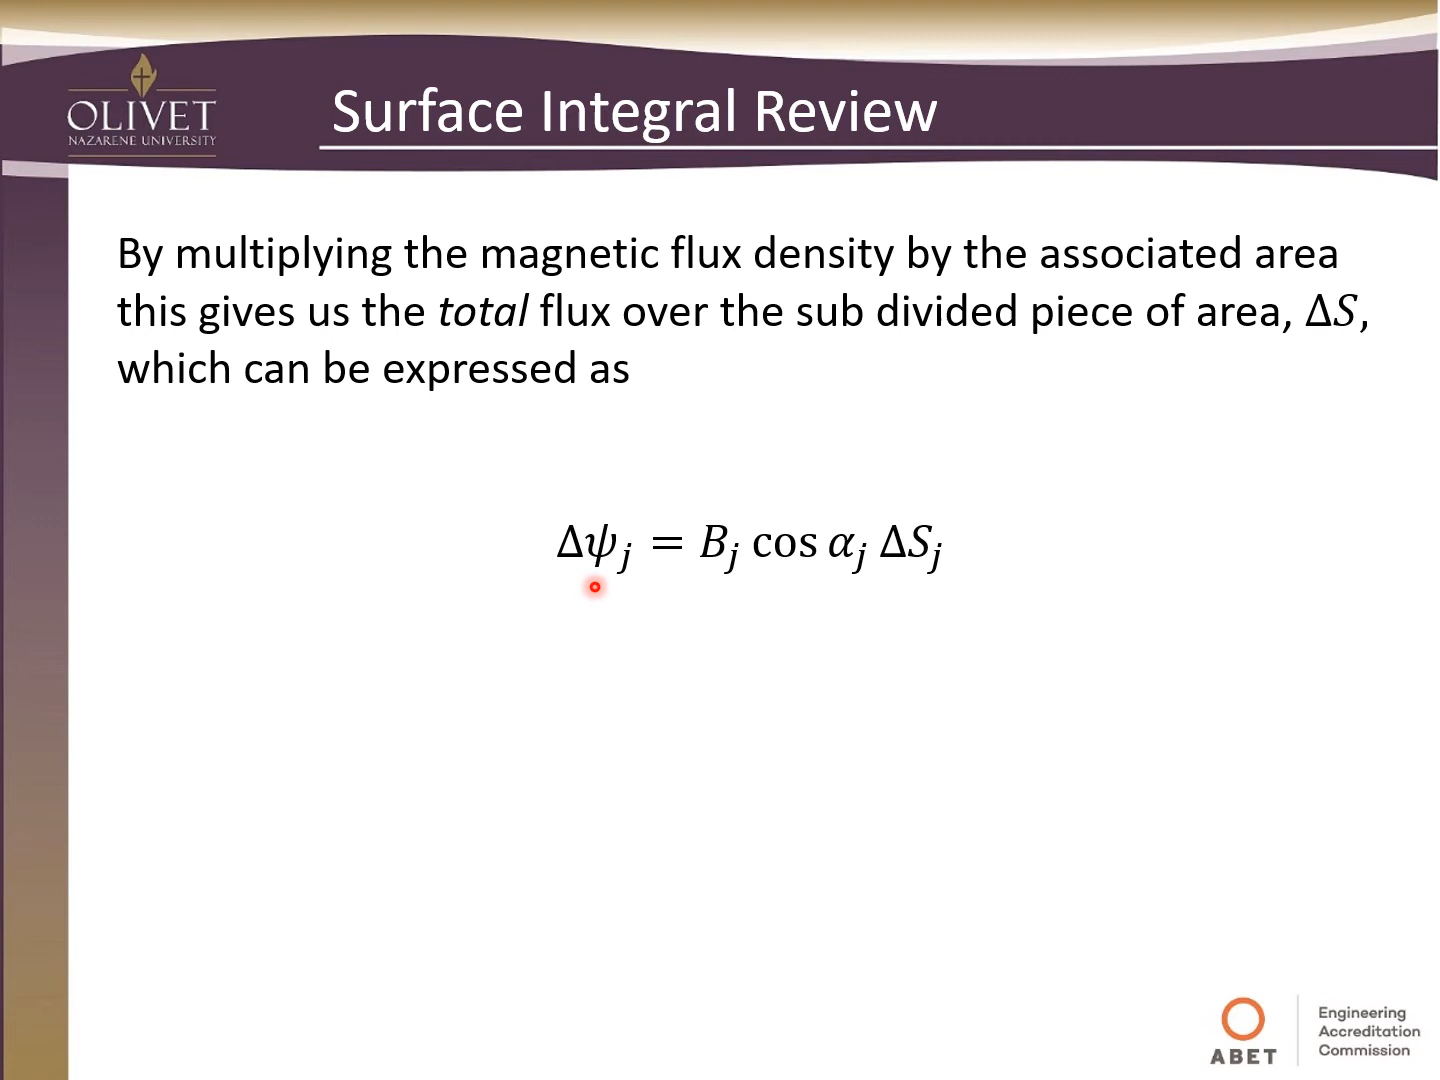 OLIVET
NAZARENE UNIVERSITY
Surface Integral Review
By multiplying the magnetic flux density by the associated area
this gives us the total flux over the sub divided piece of area, Δ𝑆,
which can be expressed as
Δψ_j = B_j cos α_j ΔS_j
ABET
Engineering
Accreditation
Commission